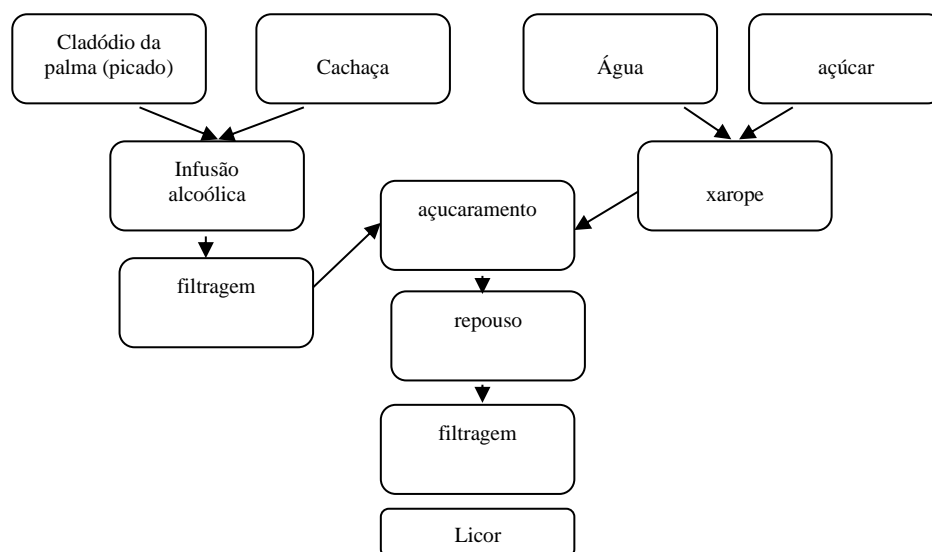 Cladódio da
palma (picado)
Cachaça
Água
açúcar
Infusão
alcoólica
açucaramento
xarope
filtragem
repouso
filtragem
Licor